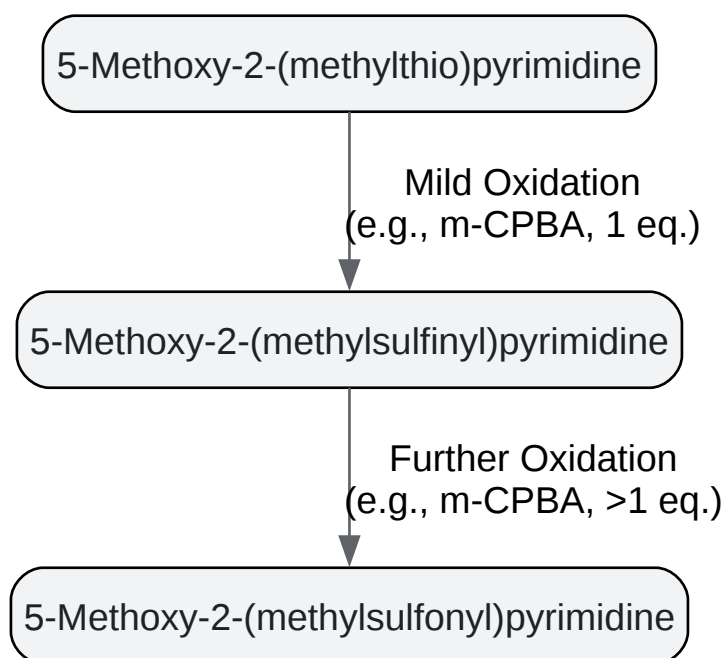 5-Methoxy-2-(methylthio)pyrimidine
Mild Oxidation
(e.g., m-CPBA, 1 eq.)
5-Methoxy-2-(methylsulfinyl)pyrimidine
Further Oxidation
(e.g., m-CPBA, >1 eq.)
5-Methoxy-2-(methylsulfonyl)pyrimidine